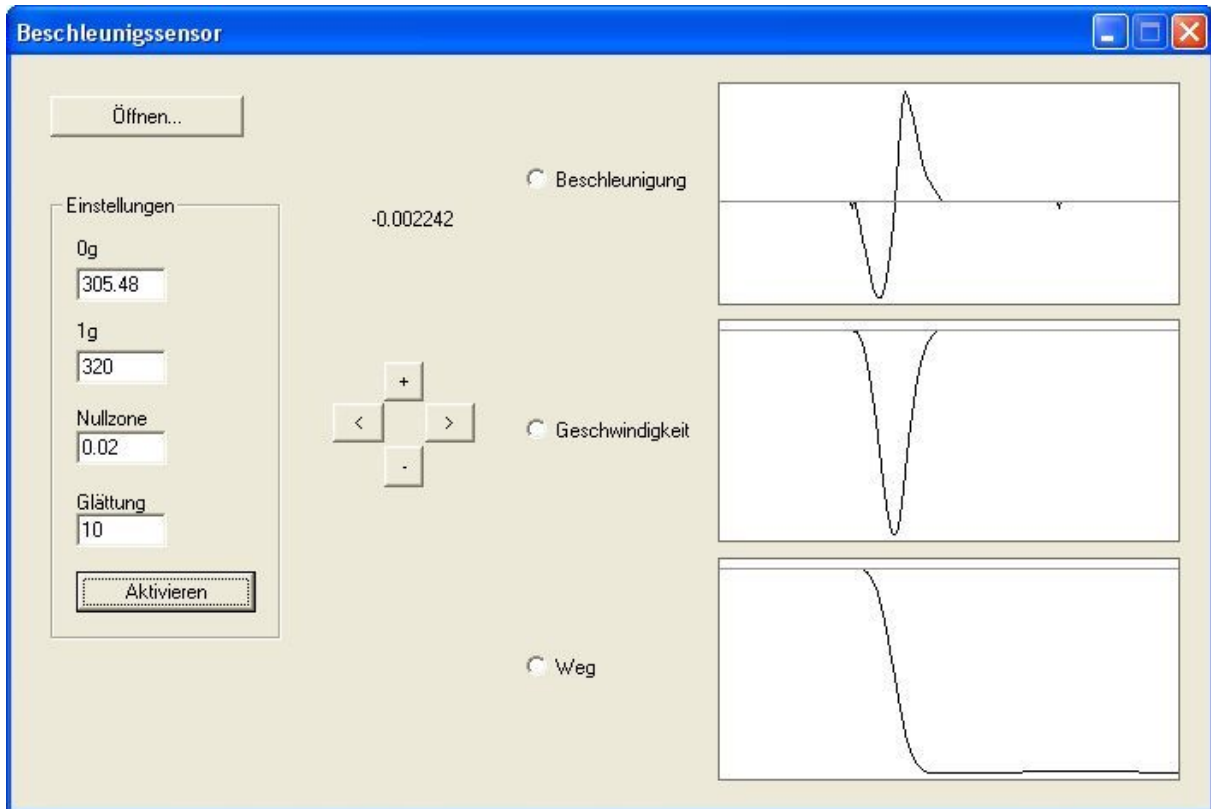 Beschleunigssensor
Öffnen...
Einstellungen
0g
305.48
1g
320
Nullzone
0.02
Glättung
10
Aktivieren
-0.002242
+
< >
-
Beschleunigung
Geschwindigkeit
Weg